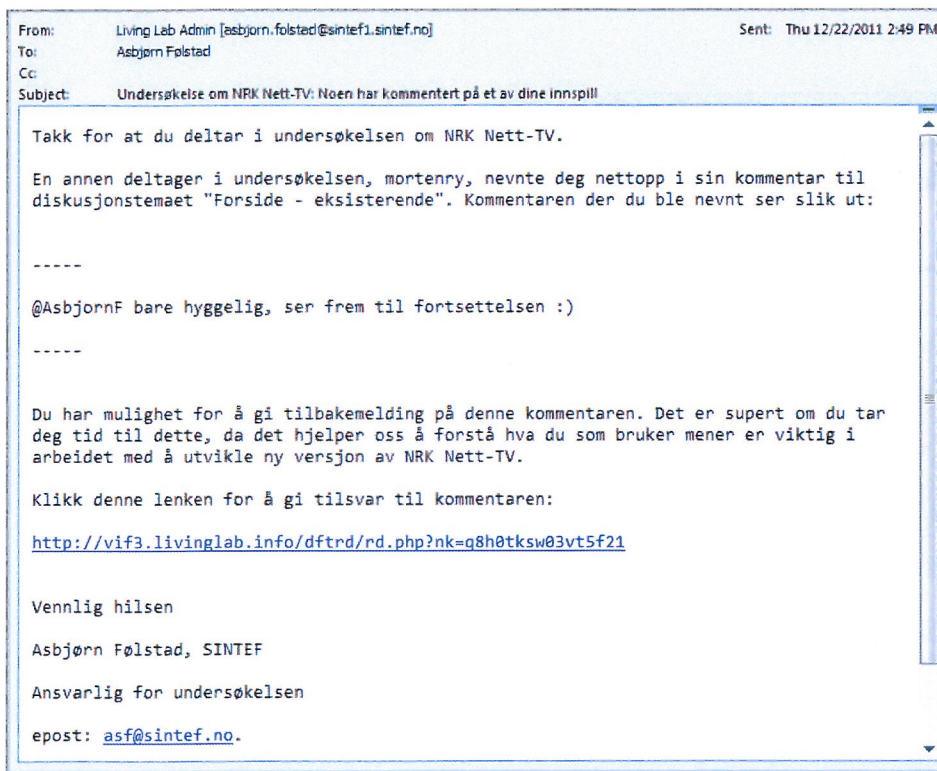 From: Living Lab Admin [asbjorn.folstad@sintef1.sintef.no] Sent: Thu 12/22/2011 2:49 PM
To: Asbjørn Følstad
Cc:
Subject: Undersøkelse om NRK Nett-TV: Noen har kommentert på et av dine innspill
Takk for at du deltar i undersøkelsen om NRK Nett-TV.
En annen deltager i undersøkelsen, mortenry, nevnte deg nettopp i sin kommentar til
diskusjonstemaet "Forside - eksisterende". Kommentaren der du ble nevnt ser slik ut:
-----
@AsbjornF bare hyggelig, ser frem til fortsettelsen :)
-----
Du har mulighet for å gi tilbakemelding på denne kommentaren. Det er supert om du tar
deg tid til dette, da det hjelper oss å forstå hva du som bruker mener er viktig i
arbeidet med å utvikle ny versjon av NRK Nett-TV.
Klikk denne lenken for å gi tilsvar til kommentaren:
http://vif3.livinglab.info/dftrd/rd.php?nk=q8h0tksw03vt5f21
Vennlig hilsen
Asbjørn Følstad, SINTEF
Ansvarlig for undersøkelsen
epost: asf@sintef.no.